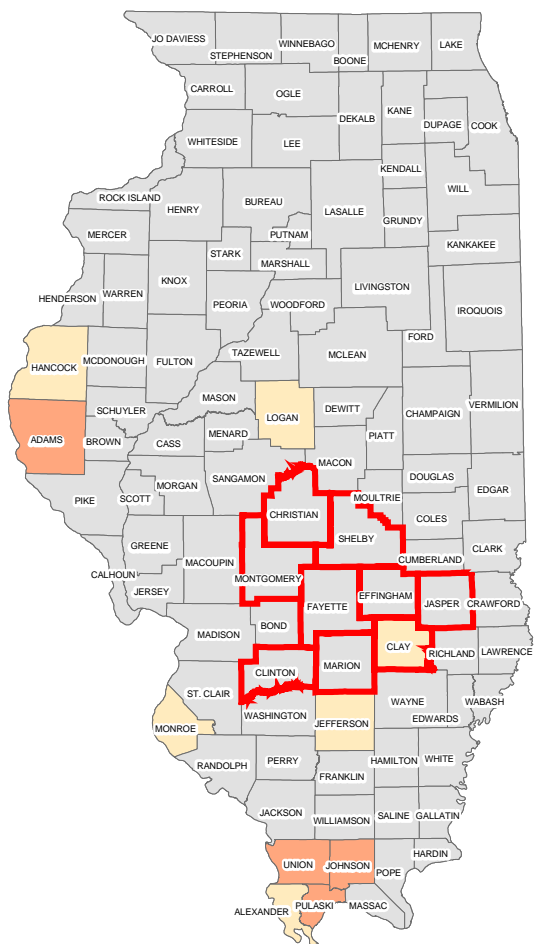 JO DAVIESS
STEPHENSON
WINNEBAGO
BOONE
MCHENRY
LAKE
CARROLL
OGLE
DEKALB
KANE
DUPAGE
COOK
WHITESIDE
LEE
KENDALL
WILL
ROCK ISLAND
HENRY
BUREAU
LASALLE
GRUNDY
MERCER
PUTNAM
KANKAKEE
STARK
MARSHALL
KNOX
LIVINGSTON
HENDERSON
WARREN
PEORIA
WOODFORD
IROQUOIS
FORD
TAZEWELL
MCLEAN
HANCOCK
MCDONOUGH
FULTON
MASON
LOGAN
DEWITT
CHAMPAIGN
VERMILION
SCHUYLER
ADAMS
BROWN
CASS
MENARD
PIATT
MACON
SANGAMON
DOUGLAS
MORGAN
PIKE
SCOTT
MOULTRIE
EDGAR
CHRISTIAN
COLES
SHELBY
GREENE
MACOUPIN
CUMBERLAND
CLARK
CALHOUN
JERSEY
MONTGOMERY
EFFINGHAM
FAYETTE
JASPER
CRAWFORD
BOND
MADISON
CLAY
RICHLAND
LAWRENCE
CLINTON
MARION
ST. CLAIR
WAYNE
WABASH
WASHINGTON
EDWARDS
MONROE
JEFFERSON
RANDOLPH
PERRY
HAMILTON
WHITE
FRANKLIN
JACKSON
WILLIAMSON
SALINE
GALLATIN
HARDIN
UNION
JOHNSON
POPE
ALEXANDER
PULASKI
MASSAC